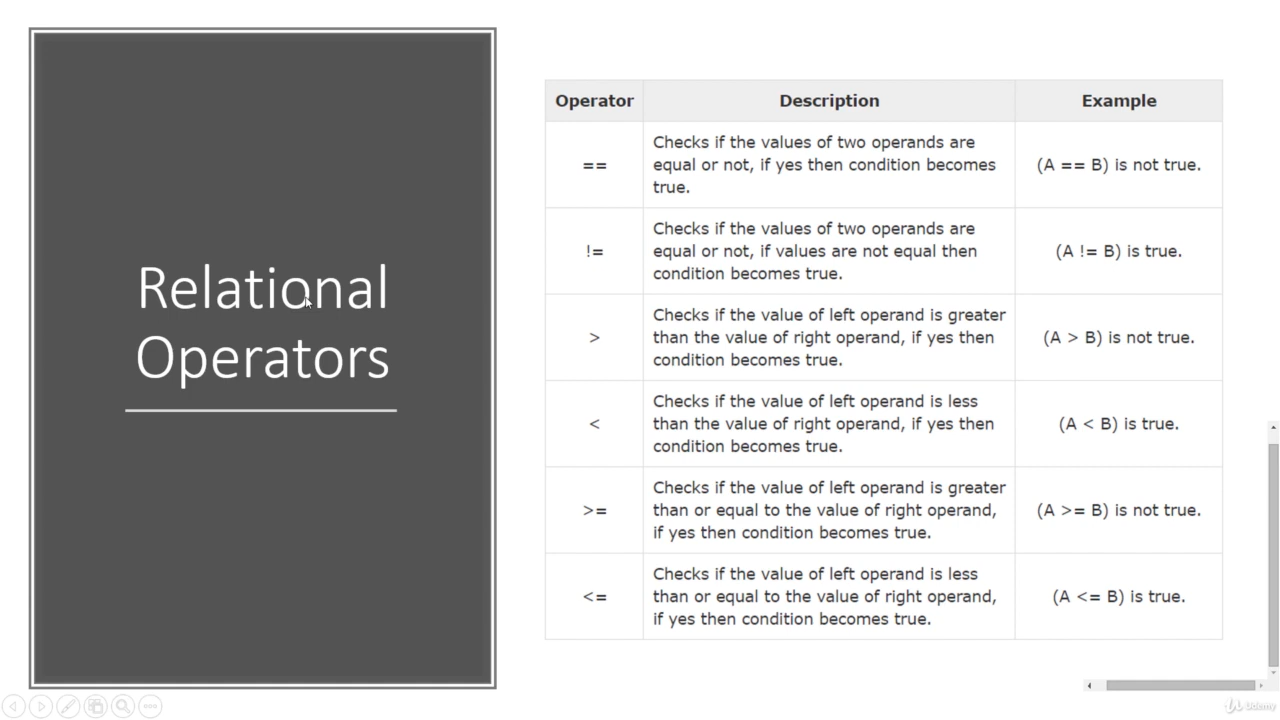 Relational
Operators
Operator Description Example
== Checks if the values of two operands are
equal or not, if yes then condition becomes
true.
(A == B) is not true.
!= Checks if the values of two operands are
equal or not, if values are not equal then
condition becomes true.
(A != B) is true.
> Checks if the value of left operand is greater
than the value of right operand, if yes then
condition becomes true.
(A > B) is not true.
< Checks if the value of left operand is less
than the value of right operand, if yes then
condition becomes true.
(A < B) is true.
>= Checks if the value of left operand is greater
than or equal to the value of right operand,
if yes then condition becomes true.
(A >= B) is not true.
<= Checks if the value of left operand is less
than or equal to the value of right operand,
if yes then condition becomes true.
(A <= B) is true.
Udemy